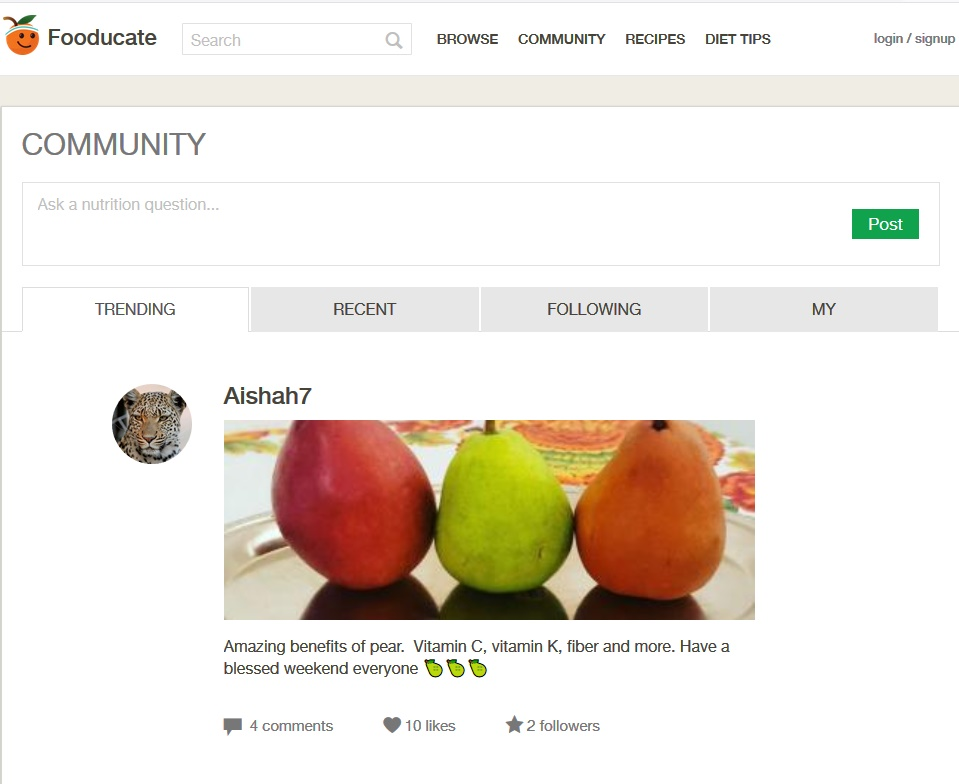 Fooducate
Search
BROWSE
COMMUNITY
RECIPES
DIET TIPS
login / signup
COMMUNITY
Ask a nutrition question...
Post
TRENDING
RECENT
FOLLOWING
MY
Aishah7
Amazing benefits of pear.  Vitamin C, vitamin K, fiber and more. Have a
blessed weekend everyone 🍐🍐🍐
4 comments
10 likes
2 followers